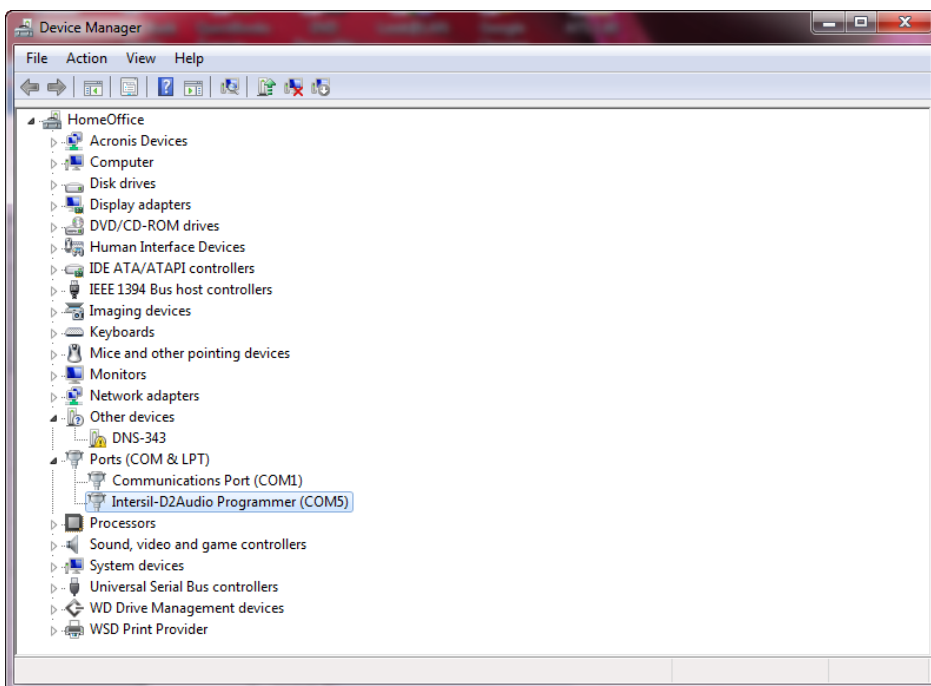 Device Manager
File Action View Help
HomeOffice
Acronis Devices
Computer
Disk drives
Display adapters
DVD/CD-ROM drives
Human Interface Devices
IDE ATA/ATAPI controllers
IEEE 1394 Bus host controllers
Imaging devices
Keyboards
Mice and other pointing devices
Monitors
Network adapters
Other devices
DNS-343
Ports (COM & LPT)
Communications Port (COM1)
Intersil-D2Audio Programmer (COM5)
Processors
Sound, video and game controllers
System devices
Universal Serial Bus controllers
WD Drive Management devices
WSD Print Provider